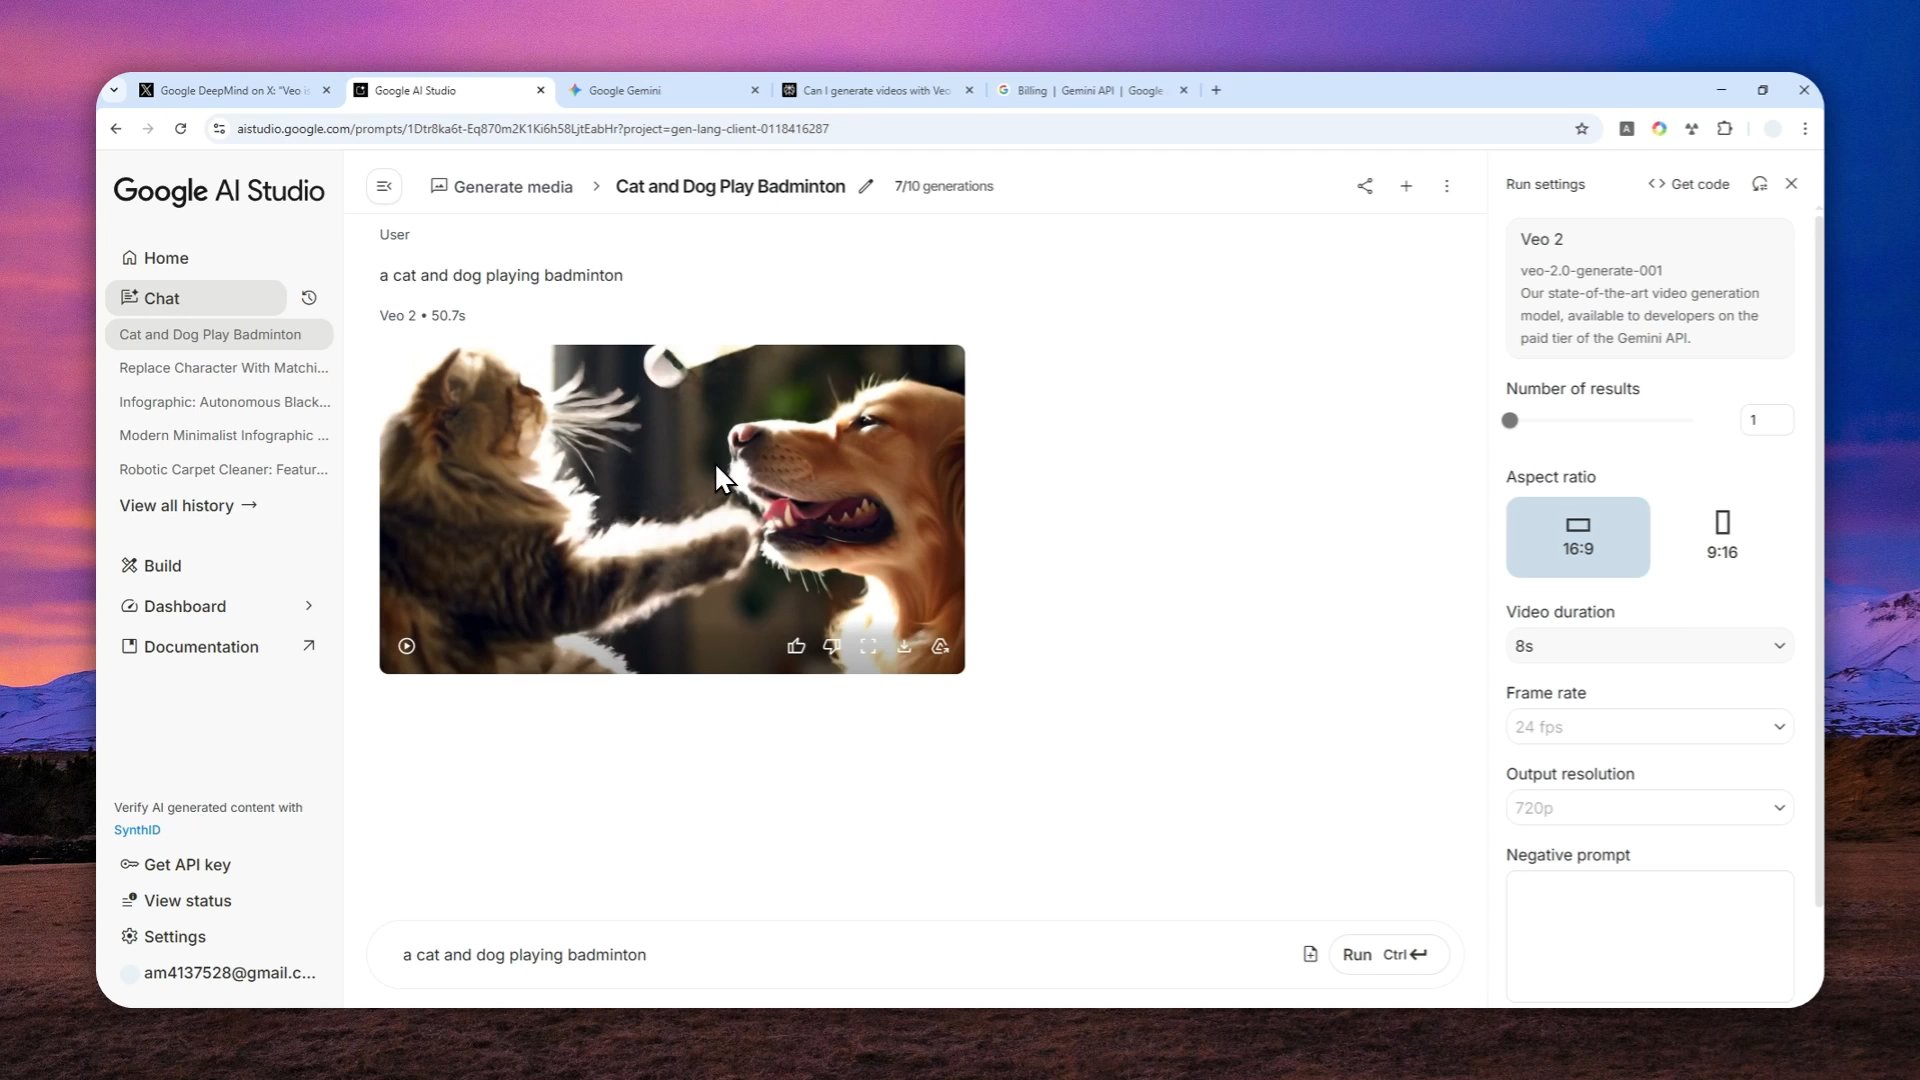 Google DeepMind on X: "Veo is
Google AI Studio
Google Gemini
Can I generate videos with Veo
Billing | Gemini API | Google
aistudio.google.com/prompts/1Dtr8ka6t-Eq870m2K1Ki6h58LjtEabHr?project=gen-lang-client-0118416287
Google AI Studio
Home
Chat
Cat and Dog Play Badminton
Replace Character With Matchi...
Infographic: Autonomous Black...
Modern Minimalist Infographic ...
Robotic Carpet Cleaner: Featur...
View all history →
Build
Dashboard
Documentation
Verify AI generated content with
SynthID
Get API key
View status
Settings
am4137528@gmail.c...
Generate media > Cat and Dog Play Badminton 7/10 generations
User
a cat and dog playing badminton
Veo 2 • 50.7s
a cat and dog playing badminton
Run Ctrl
Run settings
<> Get code
Veo 2
veo-2.0-generate-001
Our state-of-the-art video generation
model, available to developers on the
paid tier of the Gemini API.
Number of results
1
Aspect ratio
16:9
9:16
Video duration
8s
Frame rate
24 fps
Output resolution
720p
Negative prompt